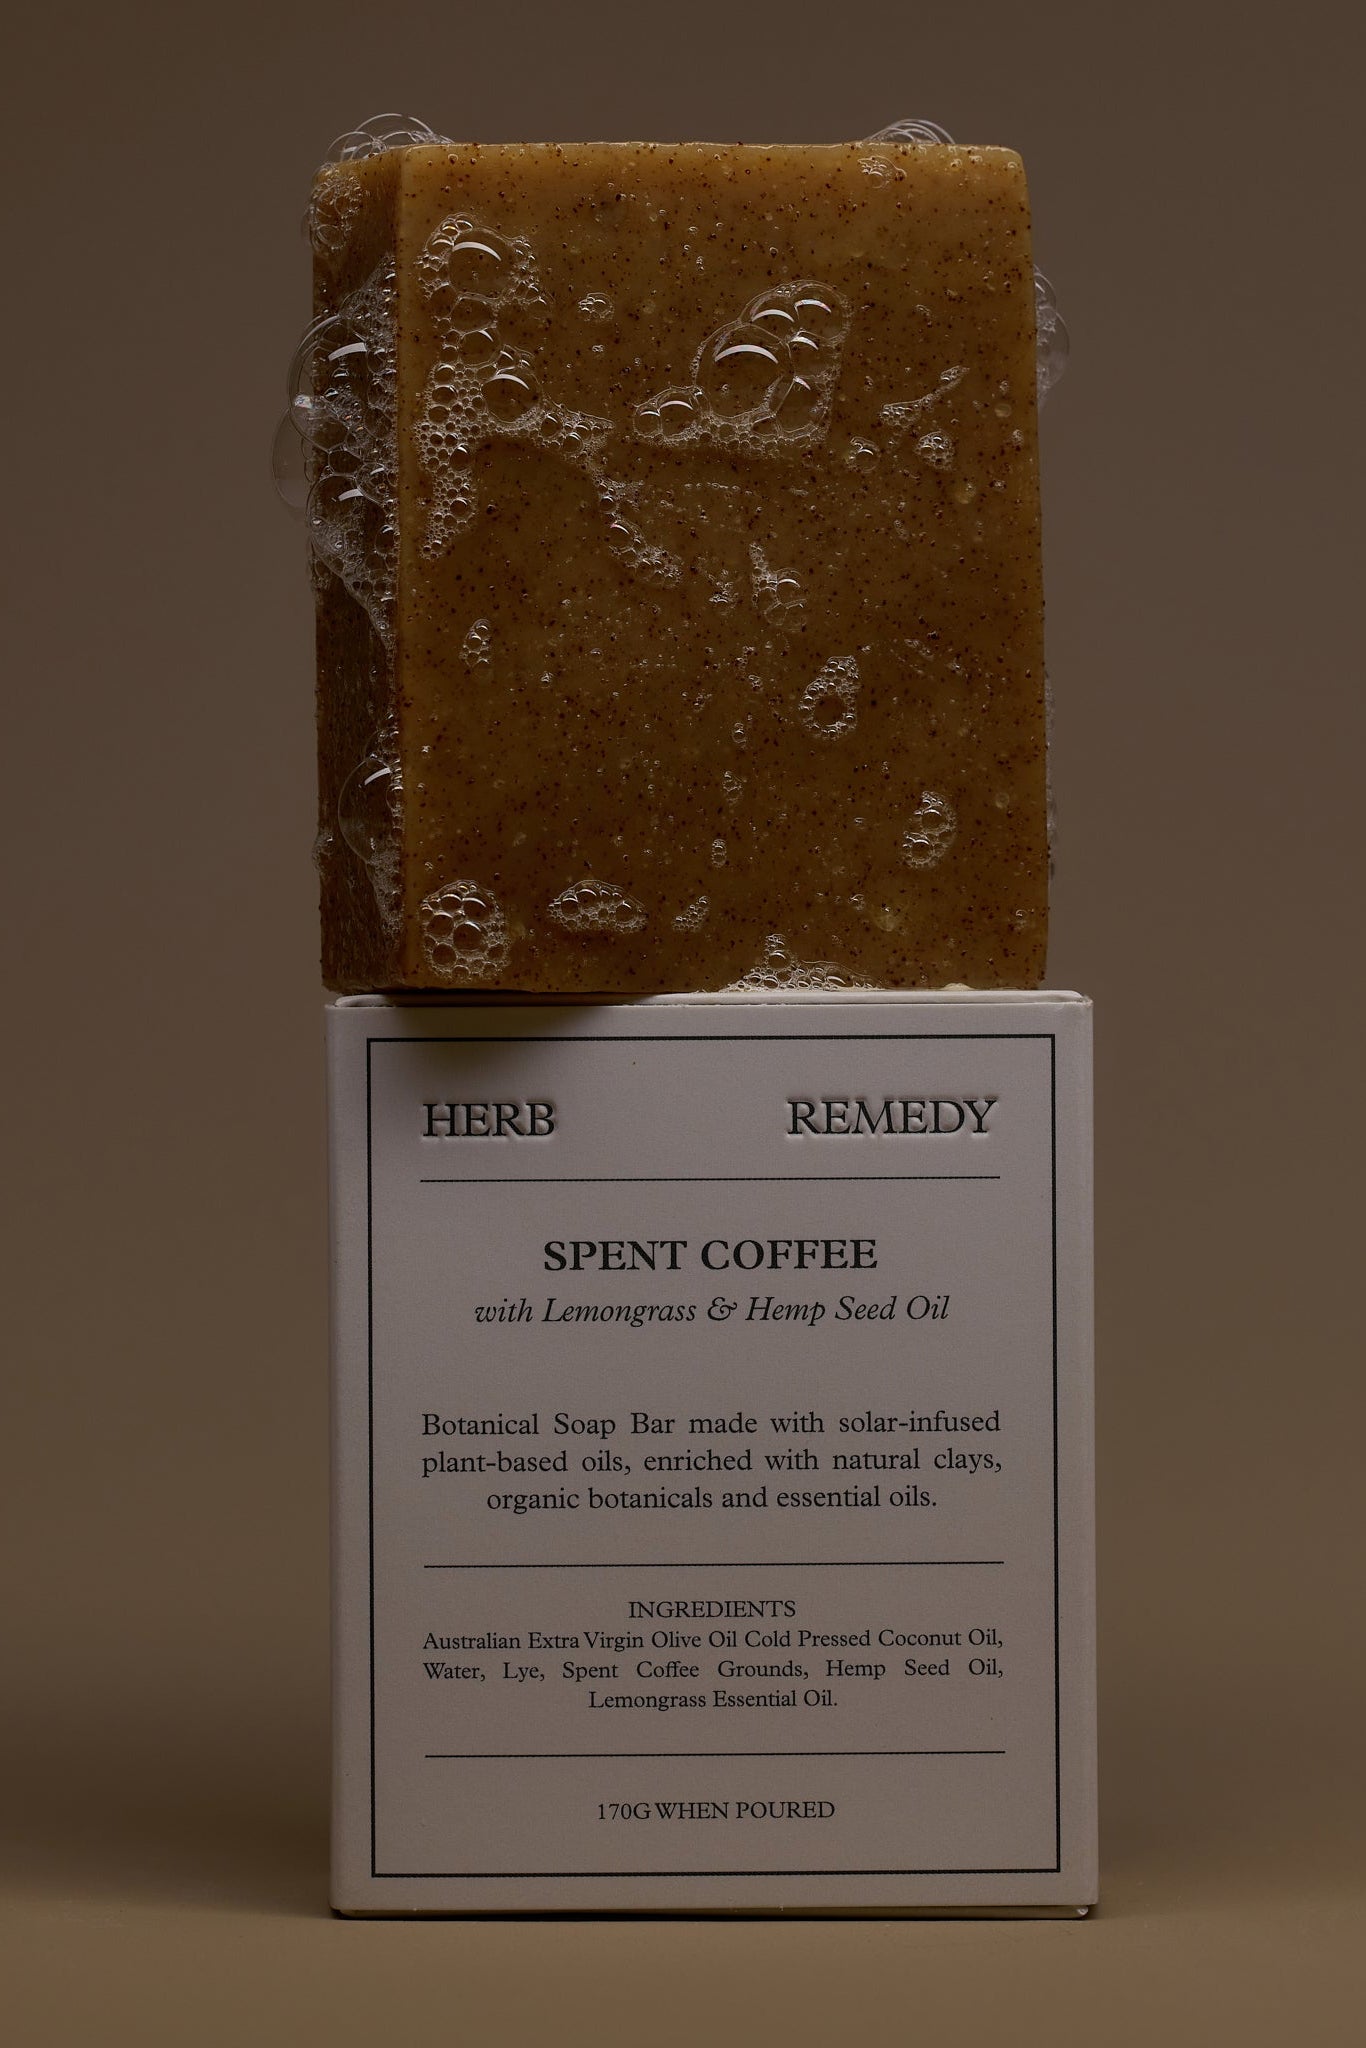 HERB REMEDY
SPENT COFFEE
with Lemongrass & Hemp Seed Oil
Botanical Soap Bar made with solar-infused
plant-based oils, enriched with natural clays,
organic botanicals and essential oils.
INGREDIENTS
Australian Extra Virgin Olive Oil Cold Pressed Coconut Oil,
Water, Lye, Spent Coffee Grounds, Hemp Seed Oil,
Lemongrass Essential Oil.
170G WHEN POURED